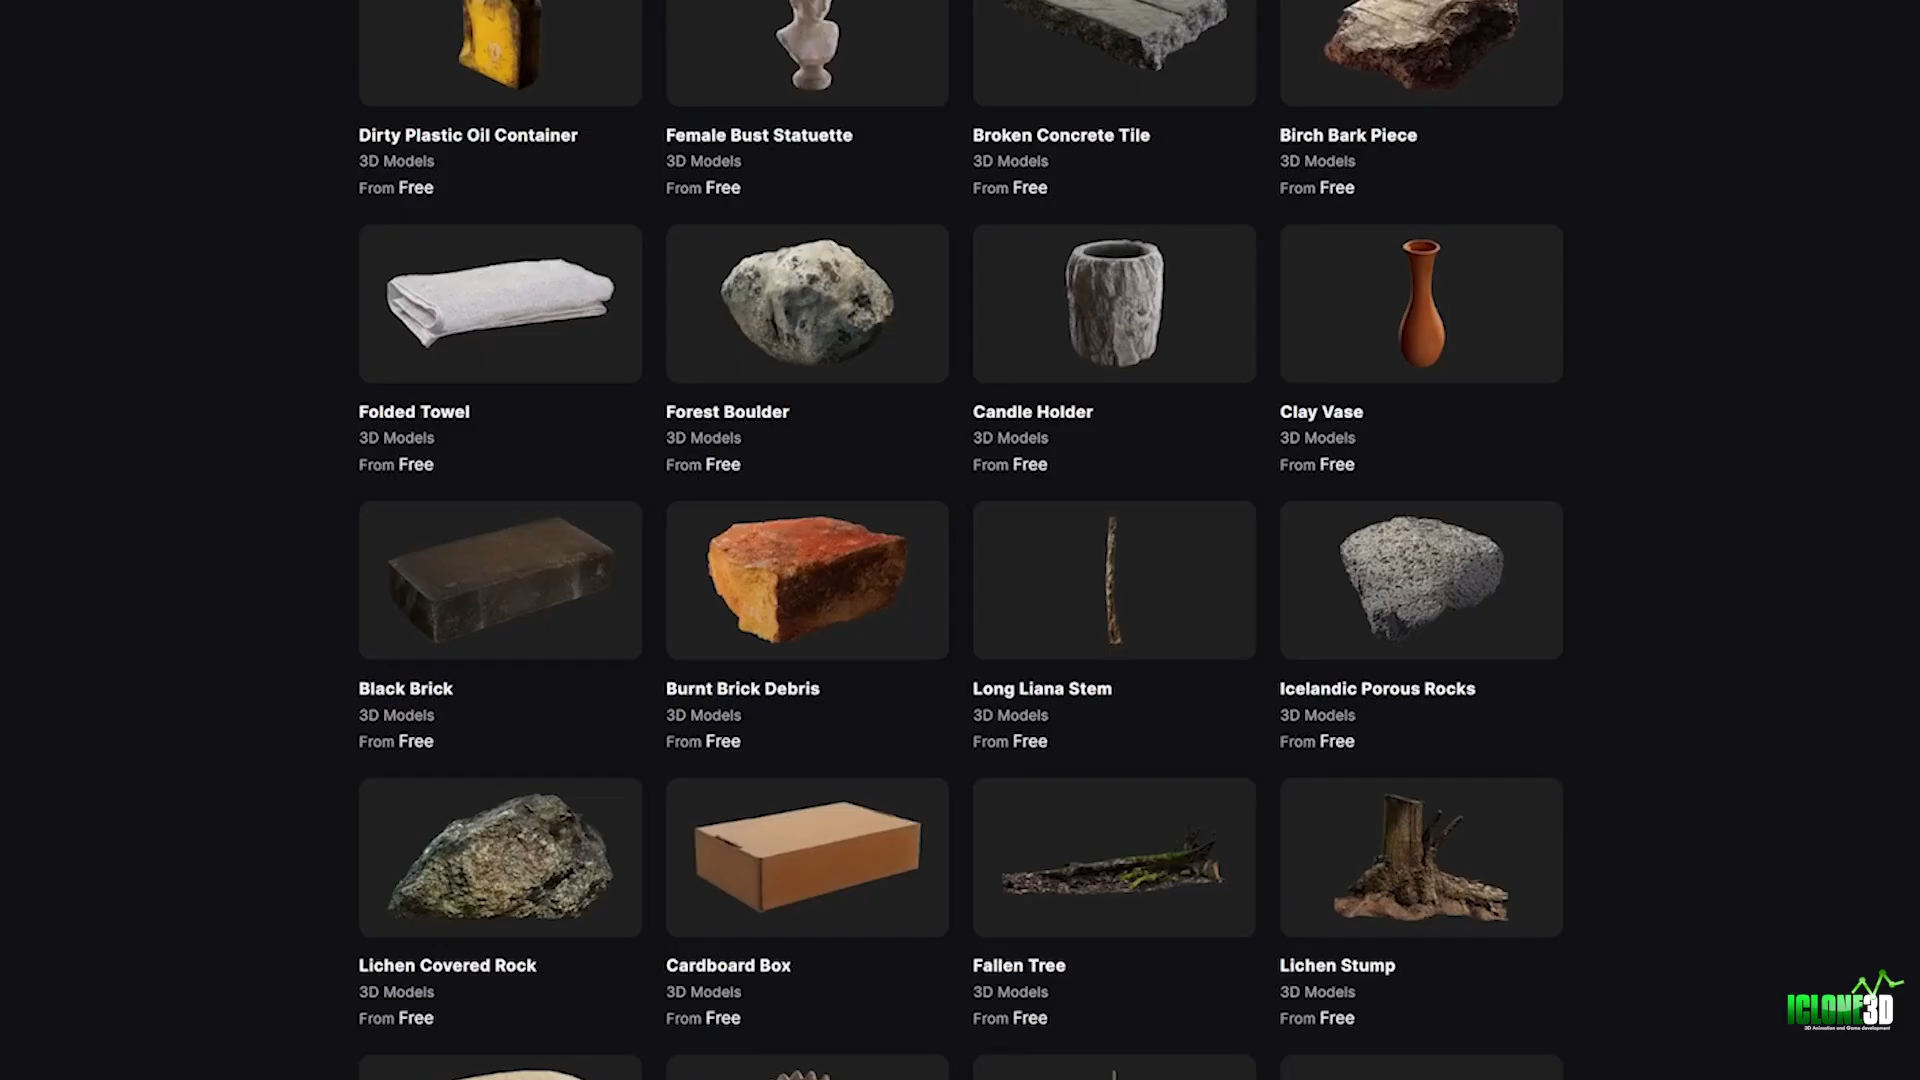 Dirty Plastic Oil Container
3D Models
From Free
Female Bust Statuette
3D Models
From Free
Broken Concrete Tile
3D Models
From Free
Birch Bark Piece
3D Models
From Free
Folded Towel
3D Models
From Free
Forest Boulder
3D Models
From Free
Candle Holder
3D Models
From Free
Clay Vase
3D Models
From Free
Black Brick
3D Models
From Free
Burnt Brick Debris
3D Models
From Free
Long Liana Stem
3D Models
From Free
Icelandic Porous Rocks
3D Models
From Free
Lichen Covered Rock
3D Models
From Free
Cardboard Box
3D Models
From Free
Fallen Tree
3D Models
From Free
Lichen Stump
3D Models
From Free
ICLONE3D
3D Animation and Game development